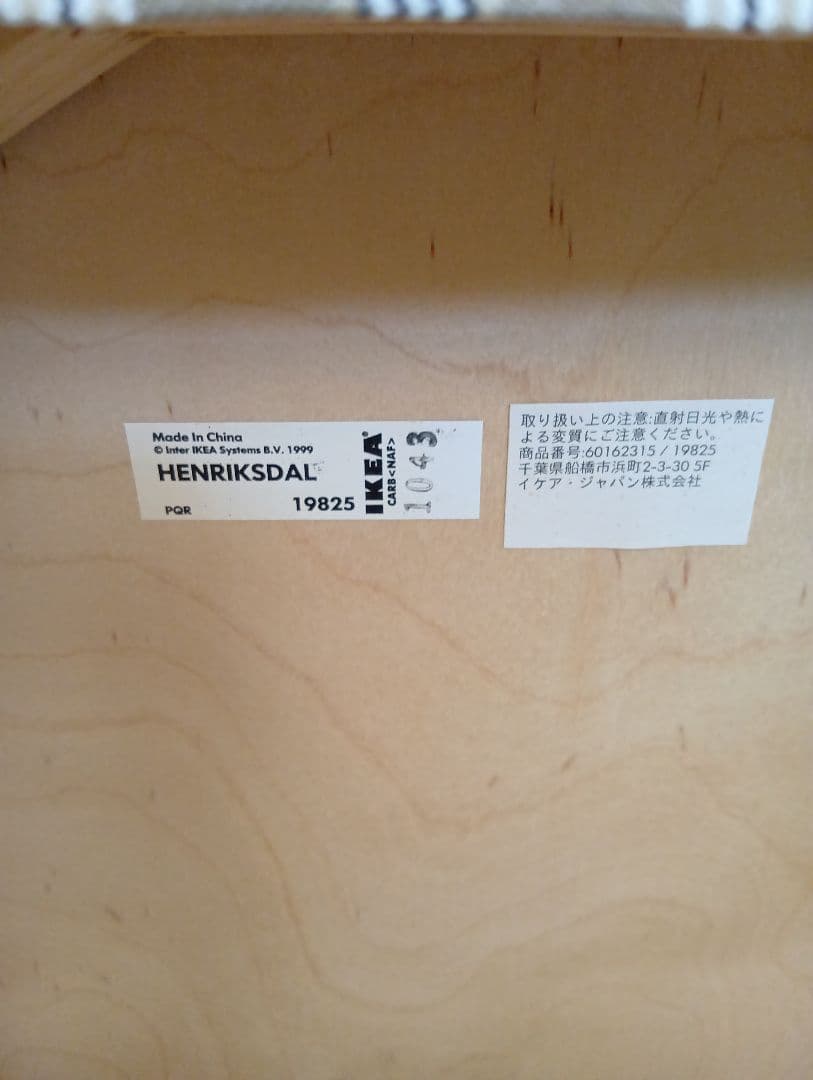 Made In China
© Inter IKEA Systems B.V. 1999
HENRIKSDAL
PQR
19825
IKEA®
CARB<NAF>
1043
取り扱い上の注意:直射日光や熱に
よる変質にご注意ください。
商品番号:60162315 / 19825
千葉県船橋市浜町2-3-30 5F
イケア・ジャパン株式会社